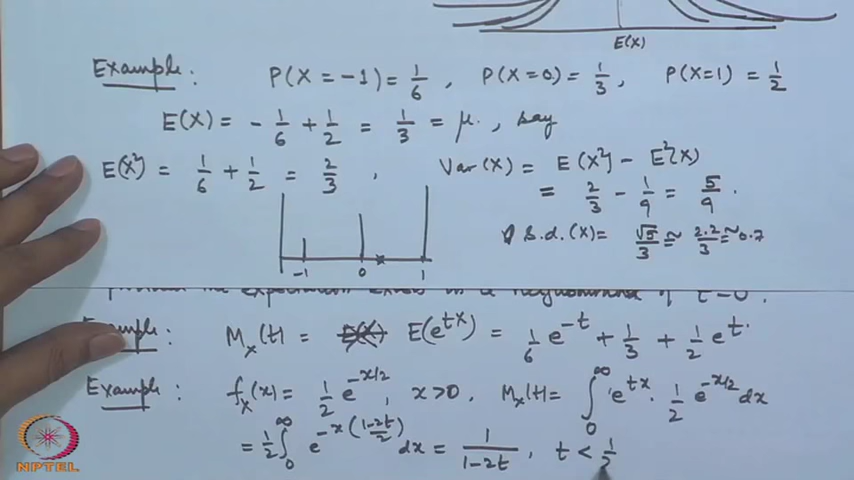 E(X)
Example: P(X = -1) = 1/6, P(X=0) = 1/3, P(X=1) = 1/2
E(X) = - 1/6 + 1/2 = 1/3 = μ, say
E(X²) = 1/6 + 1/2 = 2/3, Var(X) = E(X²) - E²(X)
= 2/3 - 1/9 = 5/9.
s.d.(X) = √5/3 ≈ 2.2/3 ≈ 0.7
-1 0 1
Example: M_X(t) = E(e^{tX}) = 1/6 e^{-t} + 1/3 + 1/2 e^t.
Example: f_X(x) = 1/2 e^{-x/2}, x>0. M_X(t) = ∫_0^∞ e^{tx}. 1/2 e^{-x/2} dx
= 1/2 ∫_0^∞ e^{-x((1-2t)/2)} dx = 1/(1-2t), t < 1/2
NPTEL